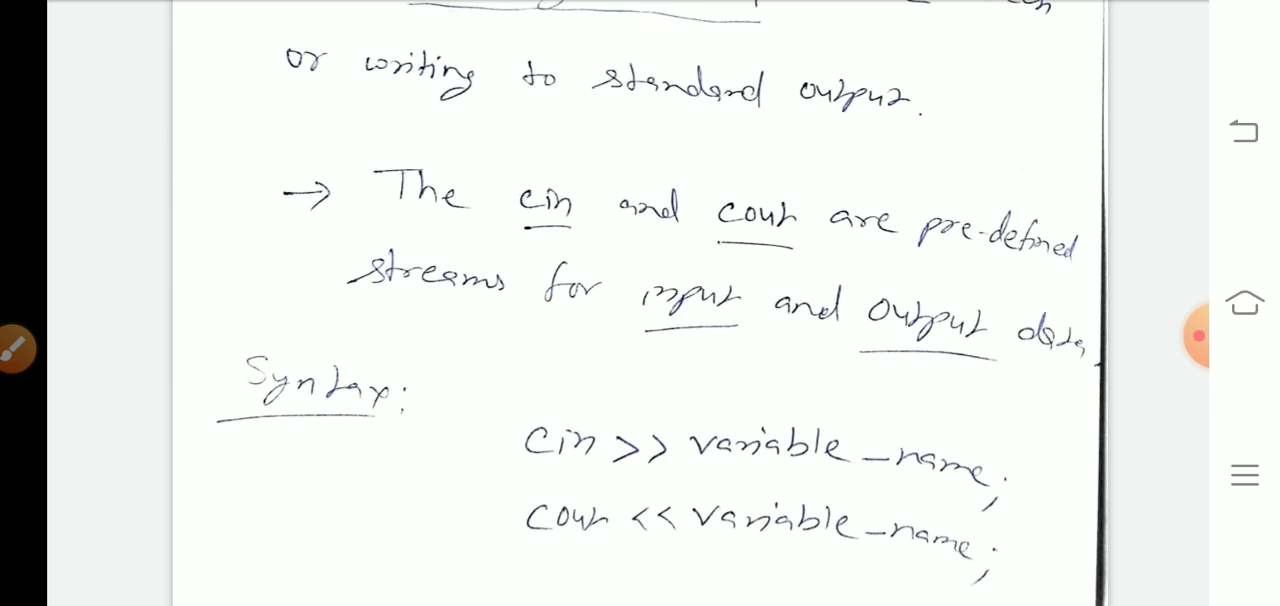 or writing to standard output.
→ The cin and cout are pre-defined
streams for input and output data.
Syntax:
cin >> variable_name;
cout << variable_name;